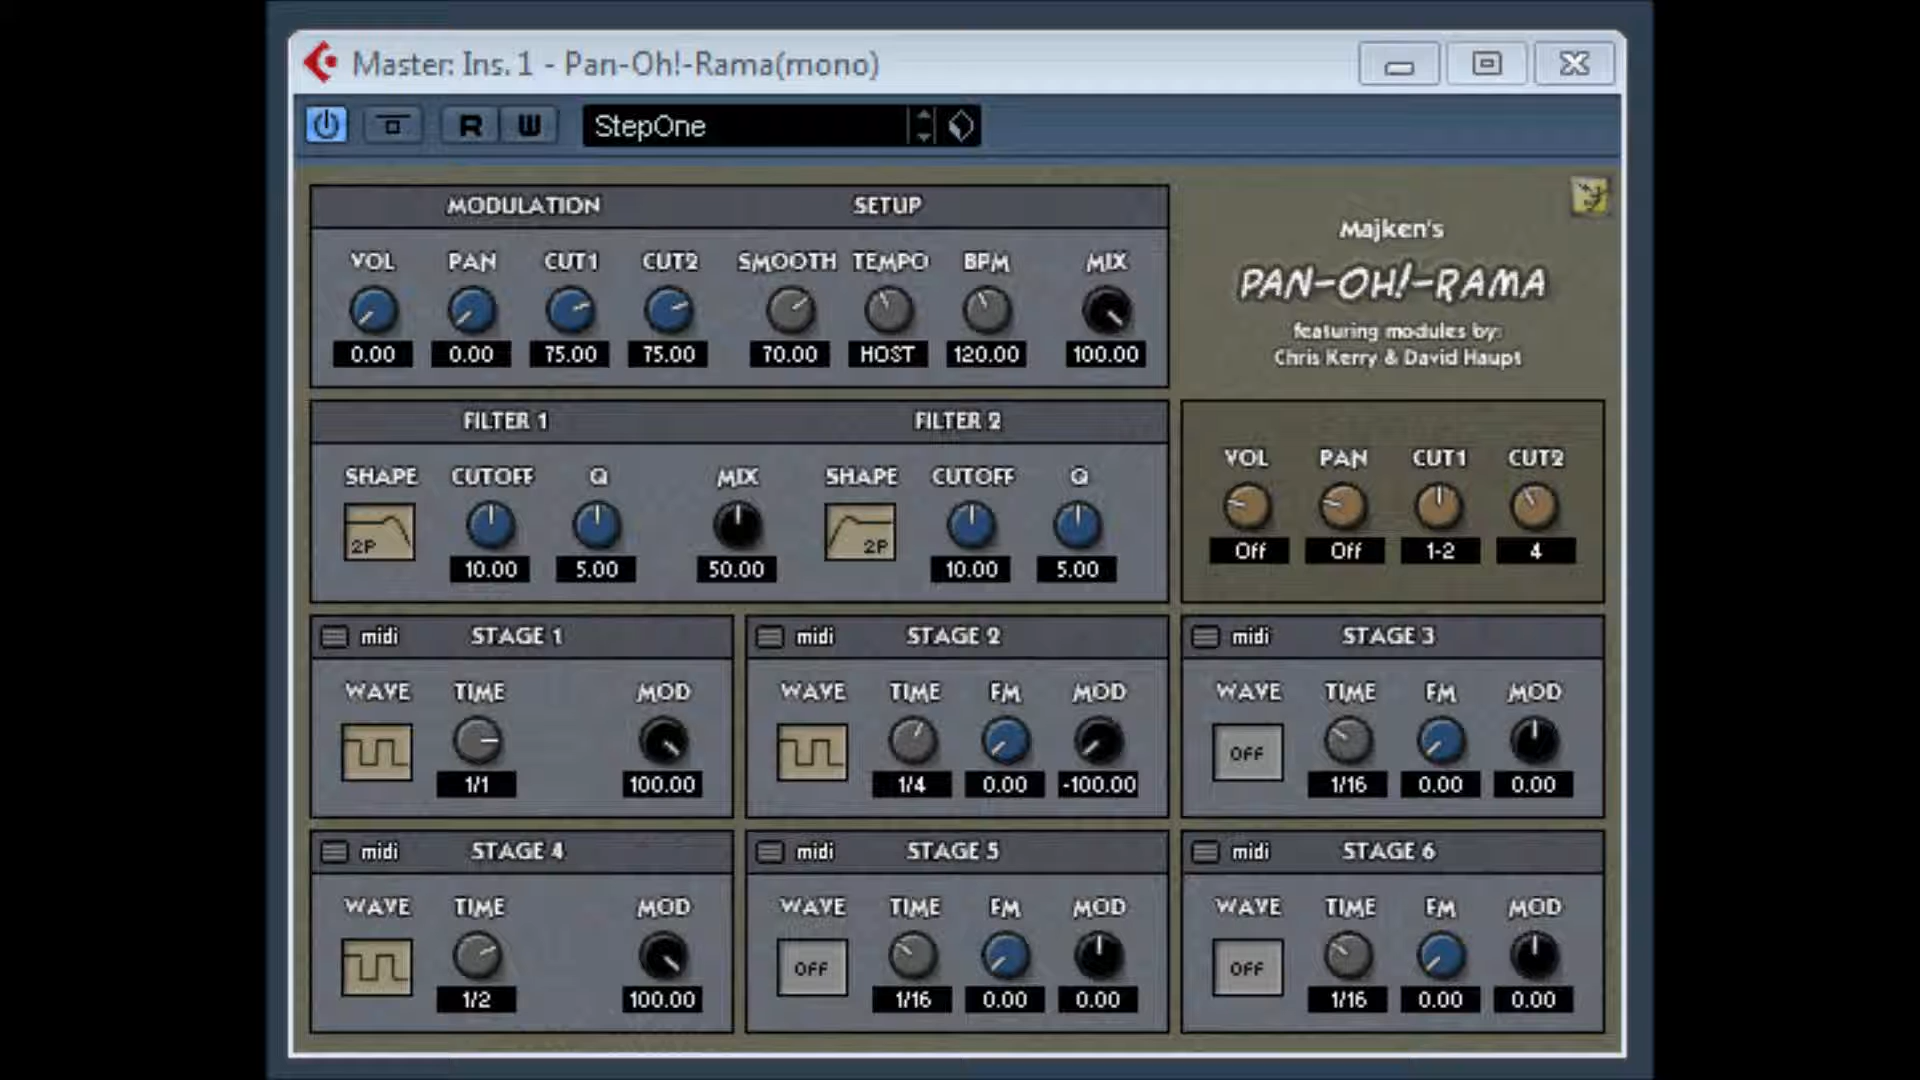 Master: Ins. 1 - Pan-Oh!-Rama(mono)
R W StepOne
MODULATION SETUP
VOL PAN CUT1 CUT2 SMOOTH TEMPO BPM MIX
0.00 0.00 75.00 75.00 70.00 HOST 120.00 100.00
Majken's
PAN-OH!-RAMA
featuring modules by:
Chris Kerry & David Haupt
FILTER 1 FILTER 2
SHAPE CUTOFF Q MIX SHAPE CUTOFF Q
2P 2P
10.00 5.00 50.00 10.00 5.00
VOL PAN CUT1 CUT2
Off Off 1-2 4
midi STAGE 1
WAVE TIME MOD
1/1 100.00
midi STAGE 2
WAVE TIME FM MOD
1/4 0.00 -100.00
midi STAGE 3
WAVE TIME FM MOD
OFF
1/16 0.00 0.00
midi STAGE 4
WAVE TIME MOD
1/2 100.00
midi STAGE 5
WAVE TIME FM MOD
OFF
1/16 0.00 0.00
midi STAGE 6
WAVE TIME FM MOD
OFF
1/16 0.00 0.00